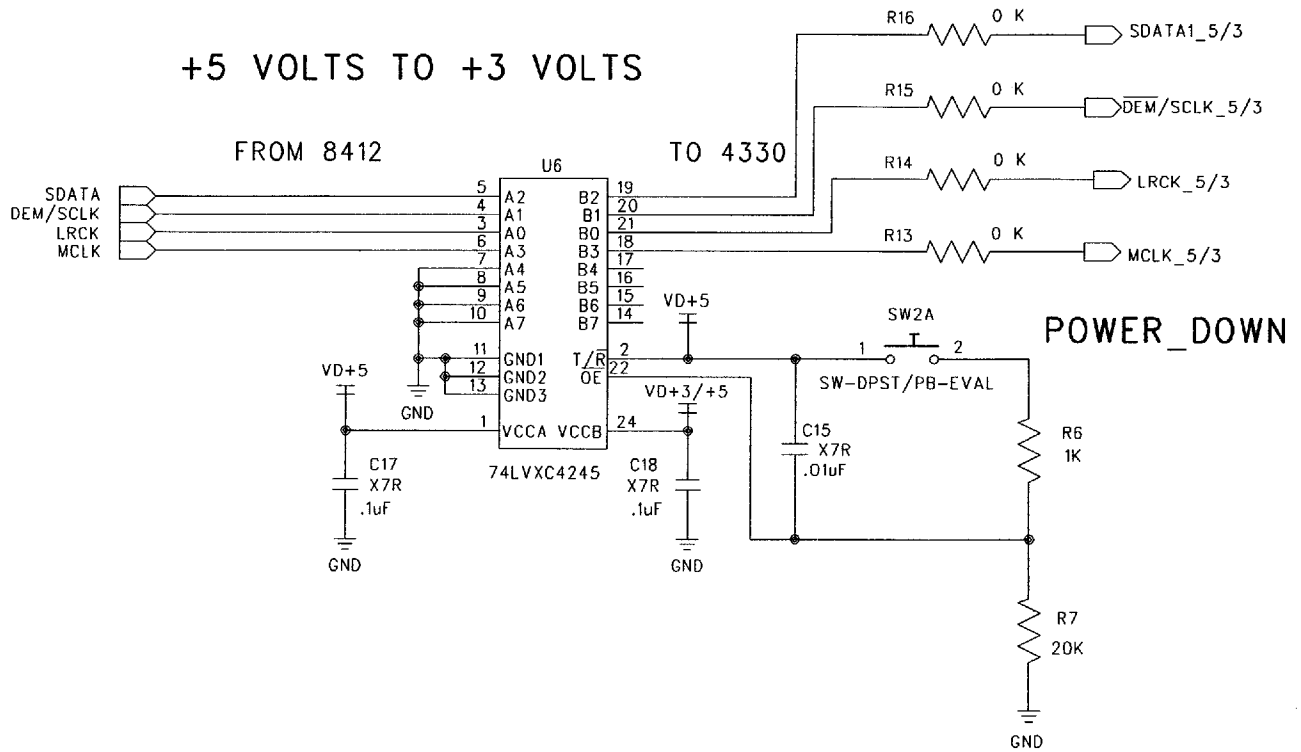 +5 VOLTS TO +3 VOLTS
FROM 8412
TO 4330
R16
0 K
SDATA1_5/3
R15
0 K
DEM/SCLK_5/3
R14
0 K
LRCK_5/3
R13
0 K
MCLK_5/3
SDATA
DEM/SCLK
LRCK
MCLK
U6
5 A2 B2 19
4 A1 B1 20
3 A0 B0 21
6 A3 B3 18
7 A4 B4 17
8 A5 B5 16
9 A6 B6 15
10 A7 B7 14
11 GND1 T/R 2
12 GND2 OE 22
13 GND3
1 VCCA VCCB 24
74LVXC4245
GND
VD+5
C17
X7R
.1uF
GND
VD+5
VD+3/+5
C18
X7R
.1uF
GND
C15
X7R
.01uF
SW2A
1 2
SW-DPST/PB-EVAL
POWER_DOWN
R6
1K
R7
20K
GND